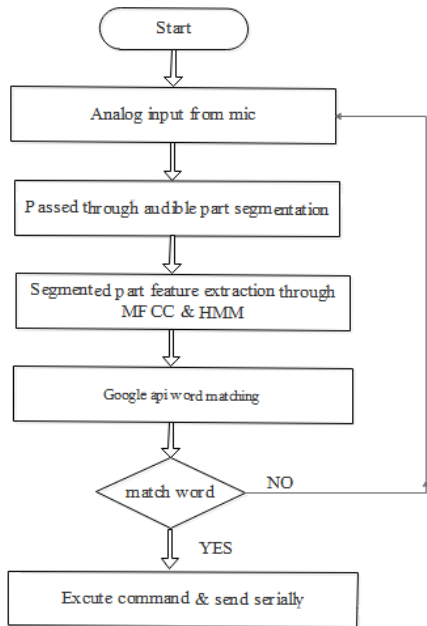 Start
Analog input from mic
Passed through audible part segmentation
Segmented part feature extraction through
MFCC & HMM
Google api word matching
match word
NO
YES
Excute command & send serially